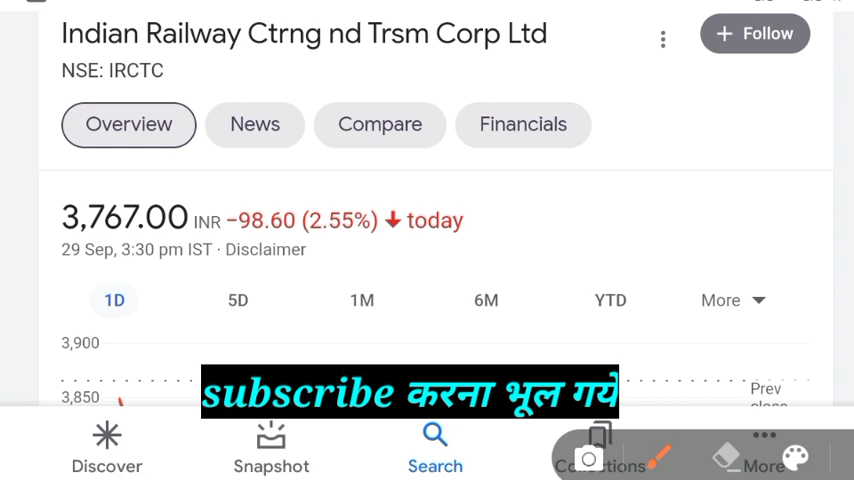 Indian Railway Ctrng nd Trsm Corp Ltd
+ Follow
NSE: IRCTC
Overview
News
Compare
Financials
3,767.00 INR −98.60 (2.55%) ↓ today
29 Sep, 3:30 pm IST · Disclaimer
1D
5D
1M
6M
YTD
More
3,900
Prev
close
3,850
subscribe करना भूल गये
Discover
Snapshot
Search
Collections
More